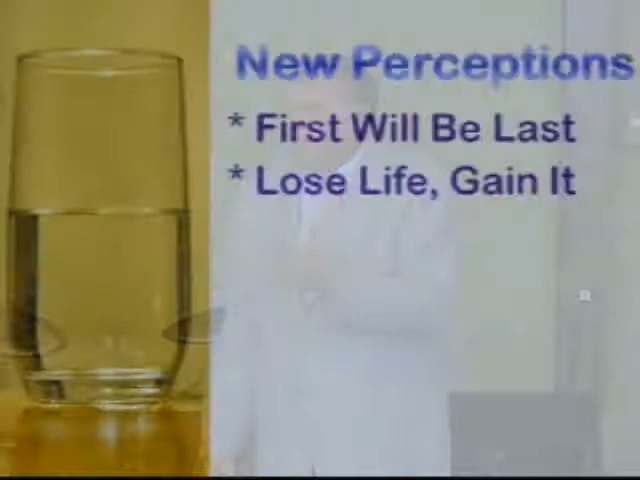 New Perceptions
* First Will Be Last
* Lose Life, Gain It